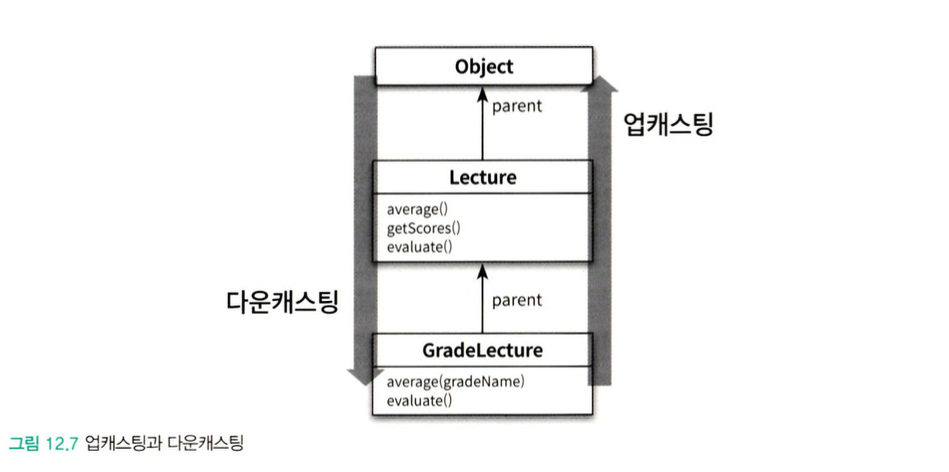 Object
parent
업캐스팅
Lecture
average()
getScores()
evaluate()
다운캐스팅
parent
GradeLecture
average(gradeName)
evaluate()
그림 12.7 업캐스팅과 다운캐스팅